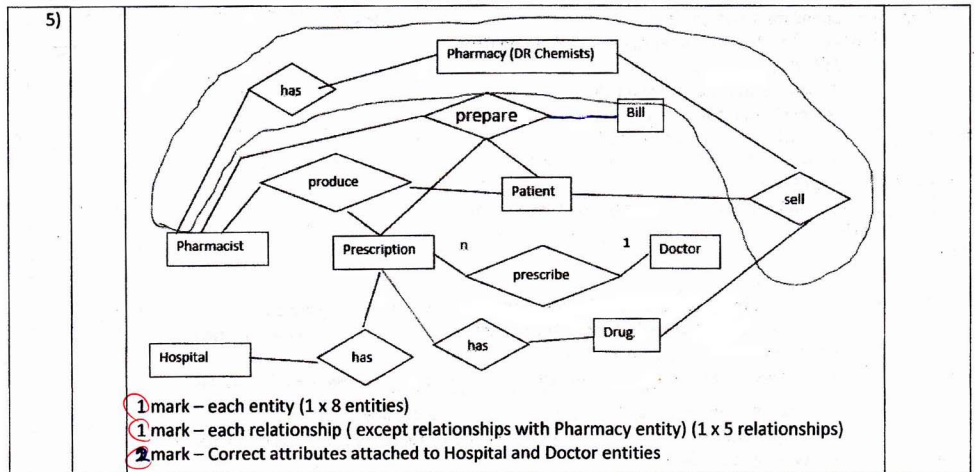 5)
Pharmacy (DR Chemists)
has
prepare
Bill
produce
Patient
sell
Pharmacist
Prescription
n
1
Doctor
prescribe
Hospital
has
has
Drug.
1 mark – each entity (1 x 8 entities)
1 mark – each relationship ( except relationships with Pharmacy entity) (1 x 5 relationships)
2 mark – Correct attributes attached to Hospital and Doctor entities